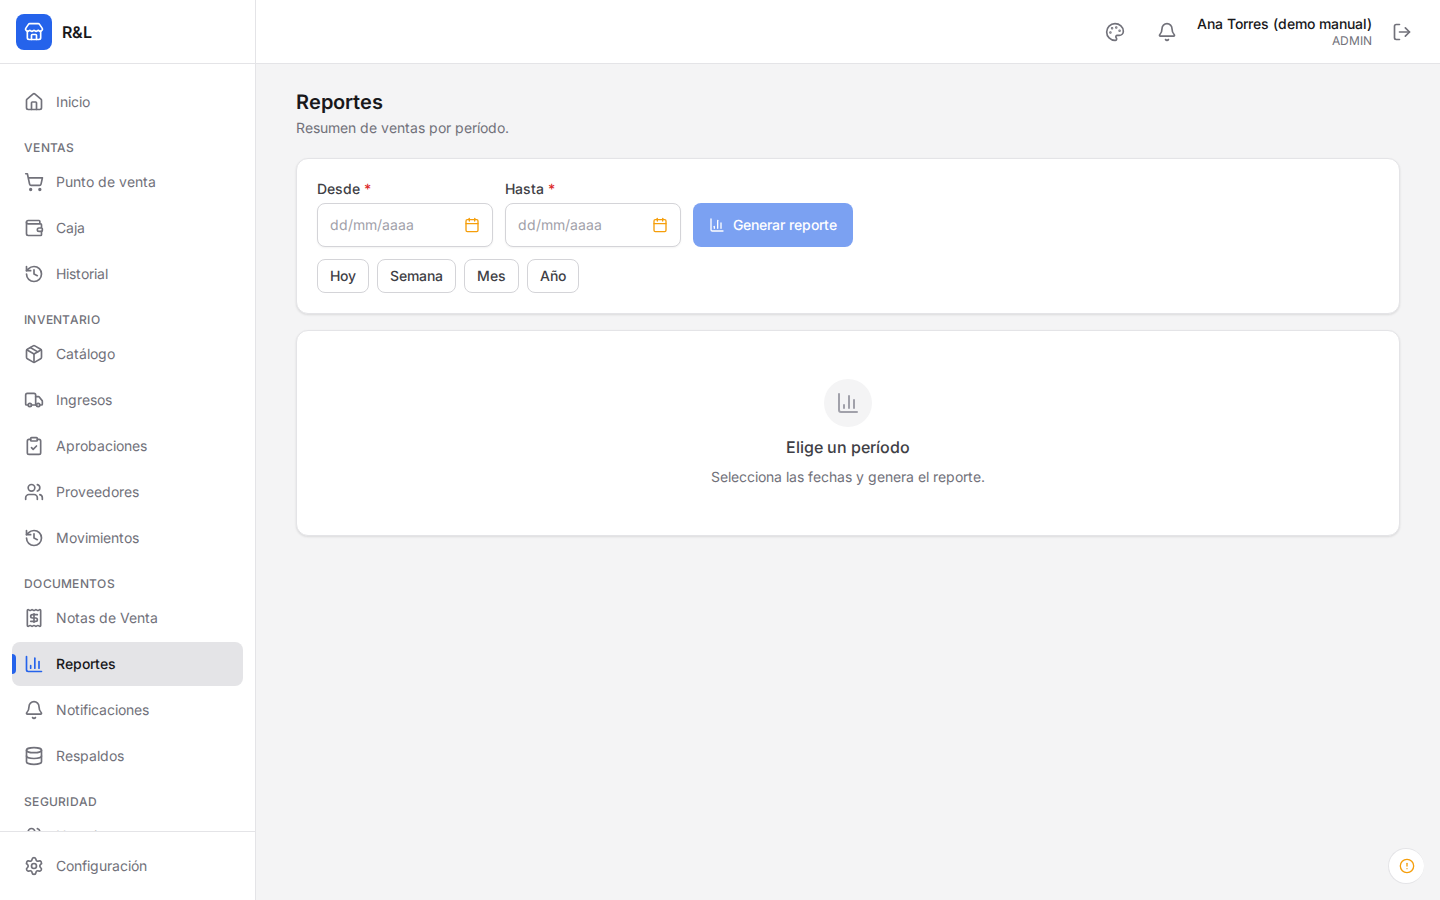 R&L
Ana Torres (demo manual)
ADMIN
Inicio
VENTAS
Punto de venta
Caja
Historial
INVENTARIO
Catálogo
Ingresos
Aprobaciones
Proveedores
Movimientos
DOCUMENTOS
Notas de Venta
Reportes
Notificaciones
Respaldos
SEGURIDAD
Configuración
Reportes
Resumen de ventas por período.
Desde *
Hasta *
dd/mm/aaaa
dd/mm/aaaa
Generar reporte
Hoy
Semana
Mes
Año
Elige un período
Selecciona las fechas y genera el reporte.